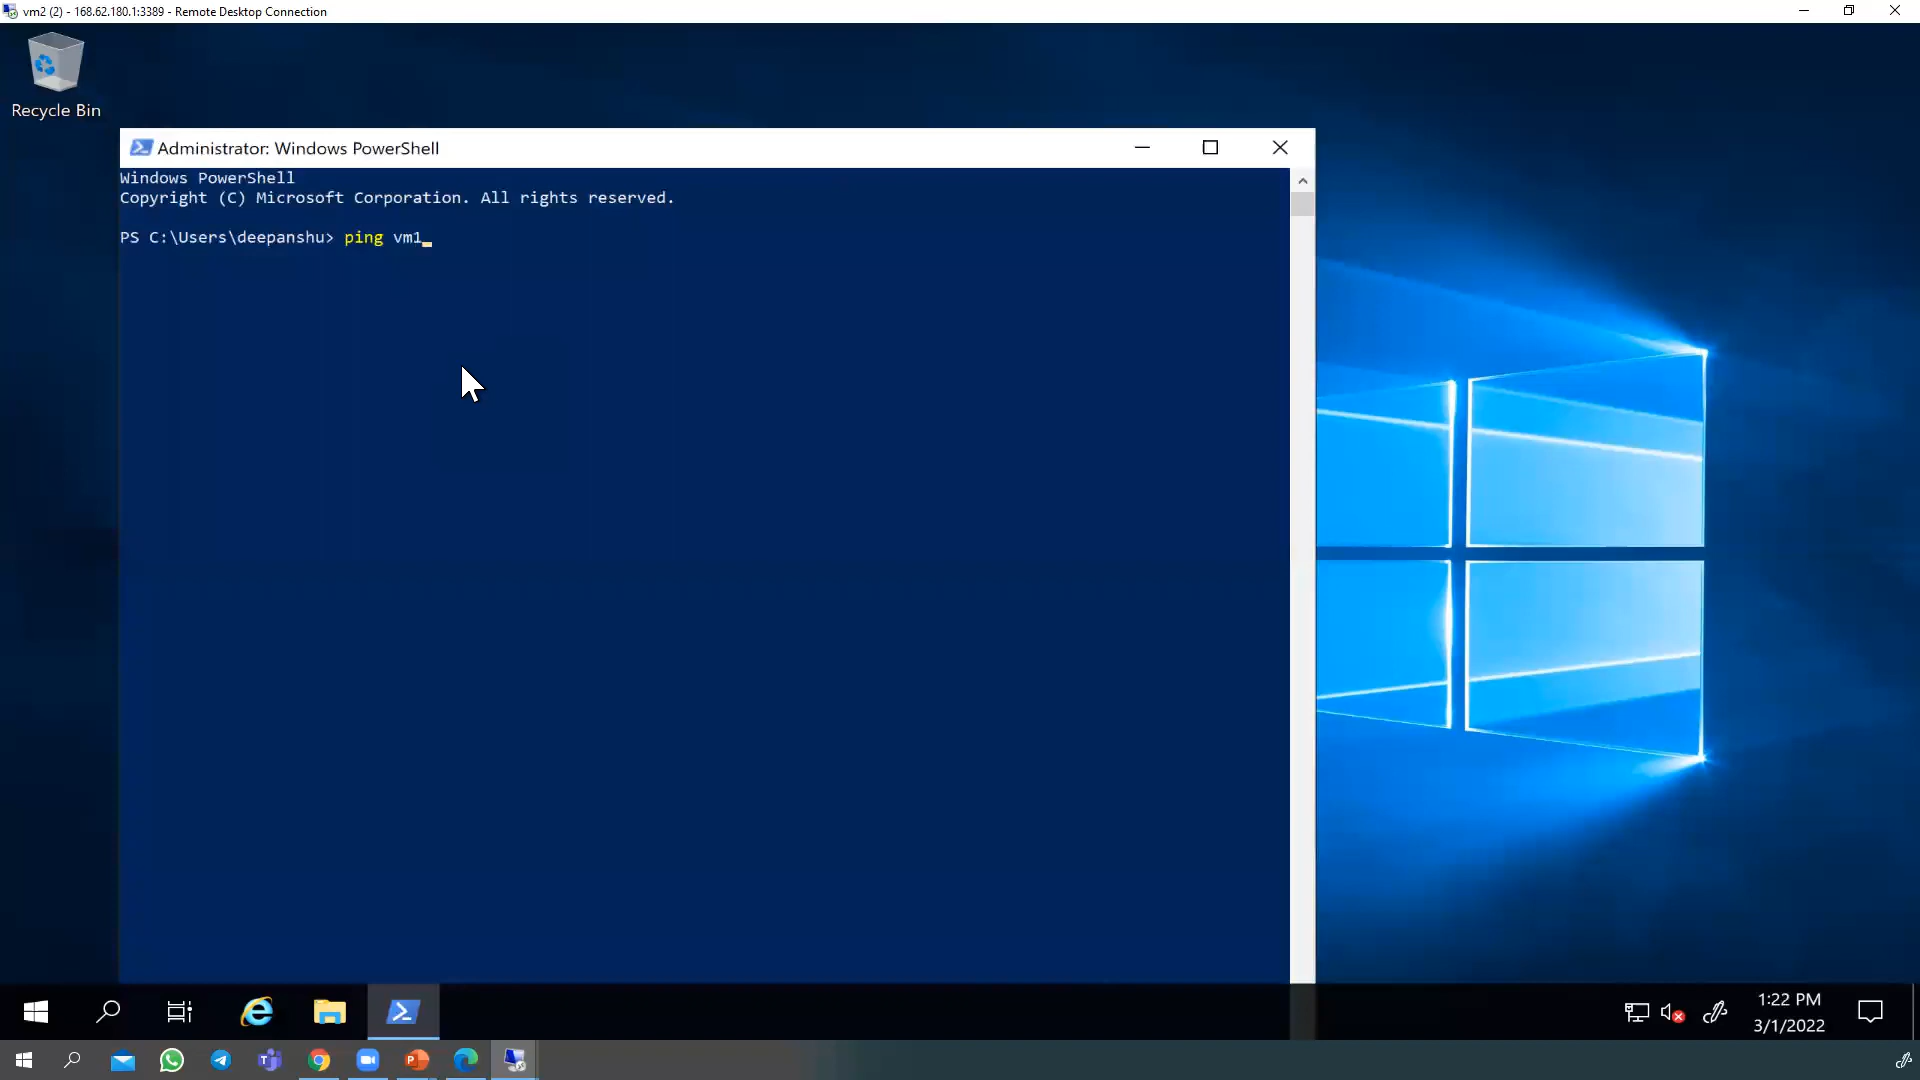 vm2 (2) - 168.62.180.1:3389 - Remote Desktop Connection
Recycle Bin
Administrator: Windows PowerShell
Windows PowerShell
Copyright (C) Microsoft Corporation. All rights reserved.
PS C:\Users\deepanshu> ping vm1_
1:22 PM
3/1/2022